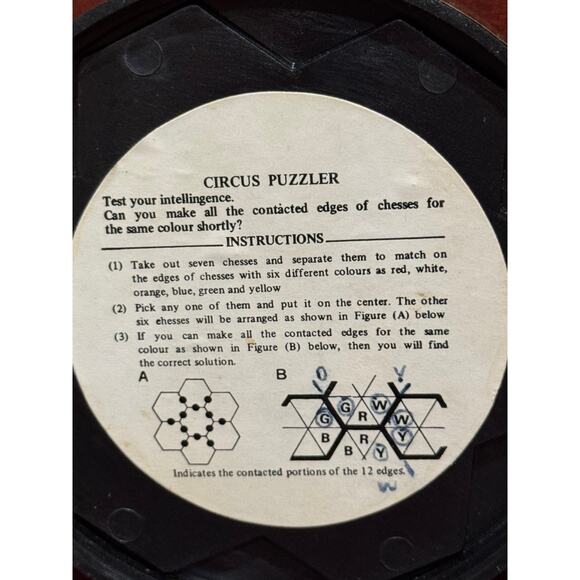 CIRCUS PUZZLER
Test your intellingence.
Can you make all the contacted edges of chesses for
the same colour shortly?
INSTRUCTIONS
(1) Take out seven chesses and separate them to match on
the edges of chesses with six different colours as red, white,
orange, blue, green and yellow
(2) Pick any one of them and put it on the center. The other
six ehesses will be arranged as shown in Figure (A) below
(3) If you can make all the contacted edges for the same
colour as shown in Figure (B) below, then you will find
the correct solution.
A B
O Y
G G R W W
B B R Y Y
W
Indicates the contacted portions of the 12 edges.